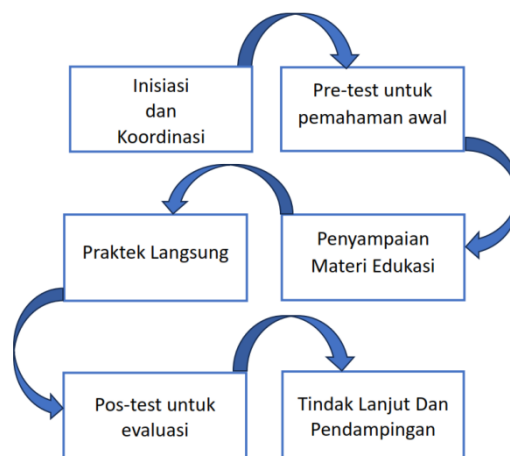 Inisiasi
dan
Koordinasi
Pre-test untuk
pemahaman awal
Penyampaian
Materi Edukasi
Praktek Langsung
Pos-test untuk
evaluasi
Tindak Lanjut Dan
Pendampingan